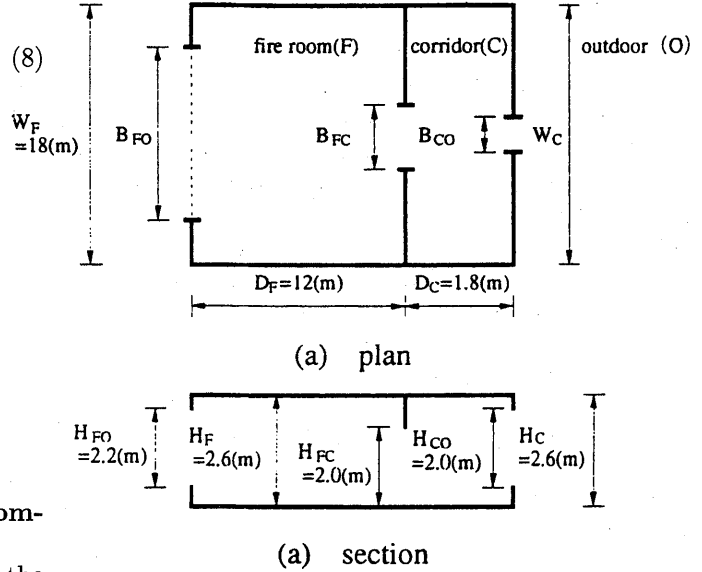 (8)
fire room(F)
corridor(C)
outdoor (O)
W_F
=18(m)
B_FO
B_FC
B_CO
W_C
D_F=12(m)
D_C=1.8(m)
(a) plan
H_FO
=2.2(m)
H_F
=2.6(m)
H_FC
=2.0(m)
H_CO
=2.0(m)
H_C
=2.6(m)
om-
(a) section